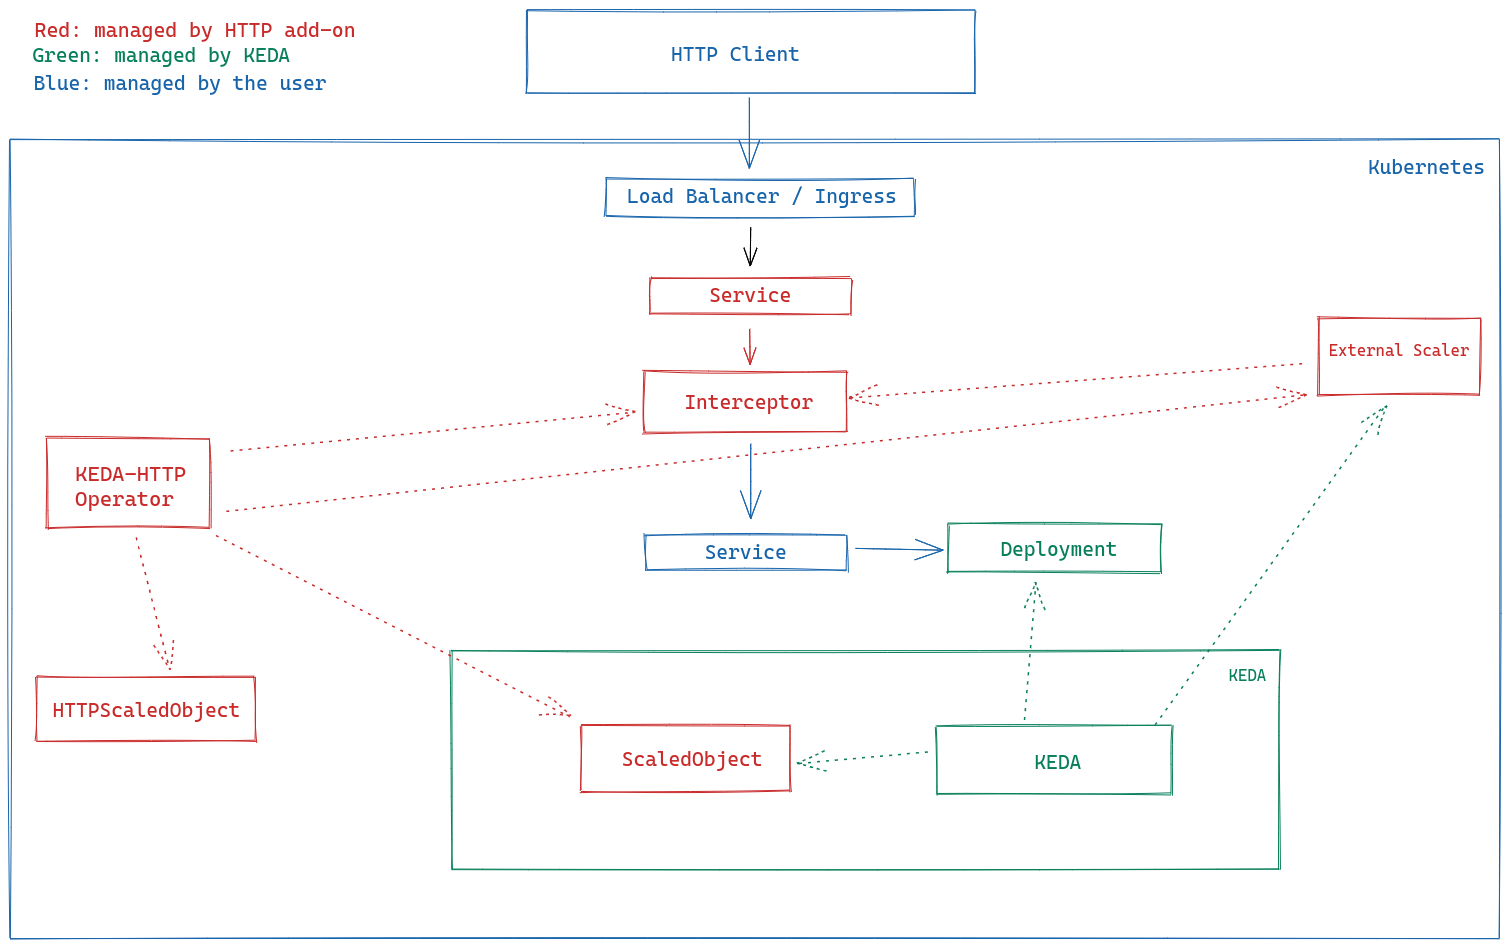 Red: managed by HTTP add-on
Green: managed by KEDA
Blue: managed by the user
HTTP Client
Kubernetes
Load Balancer / Ingress
Service
External Scaler
Interceptor
KEDA-HTTP
Operator
Service
Deployment
KEDA
HTTPScaledObject
ScaledObject
KEDA